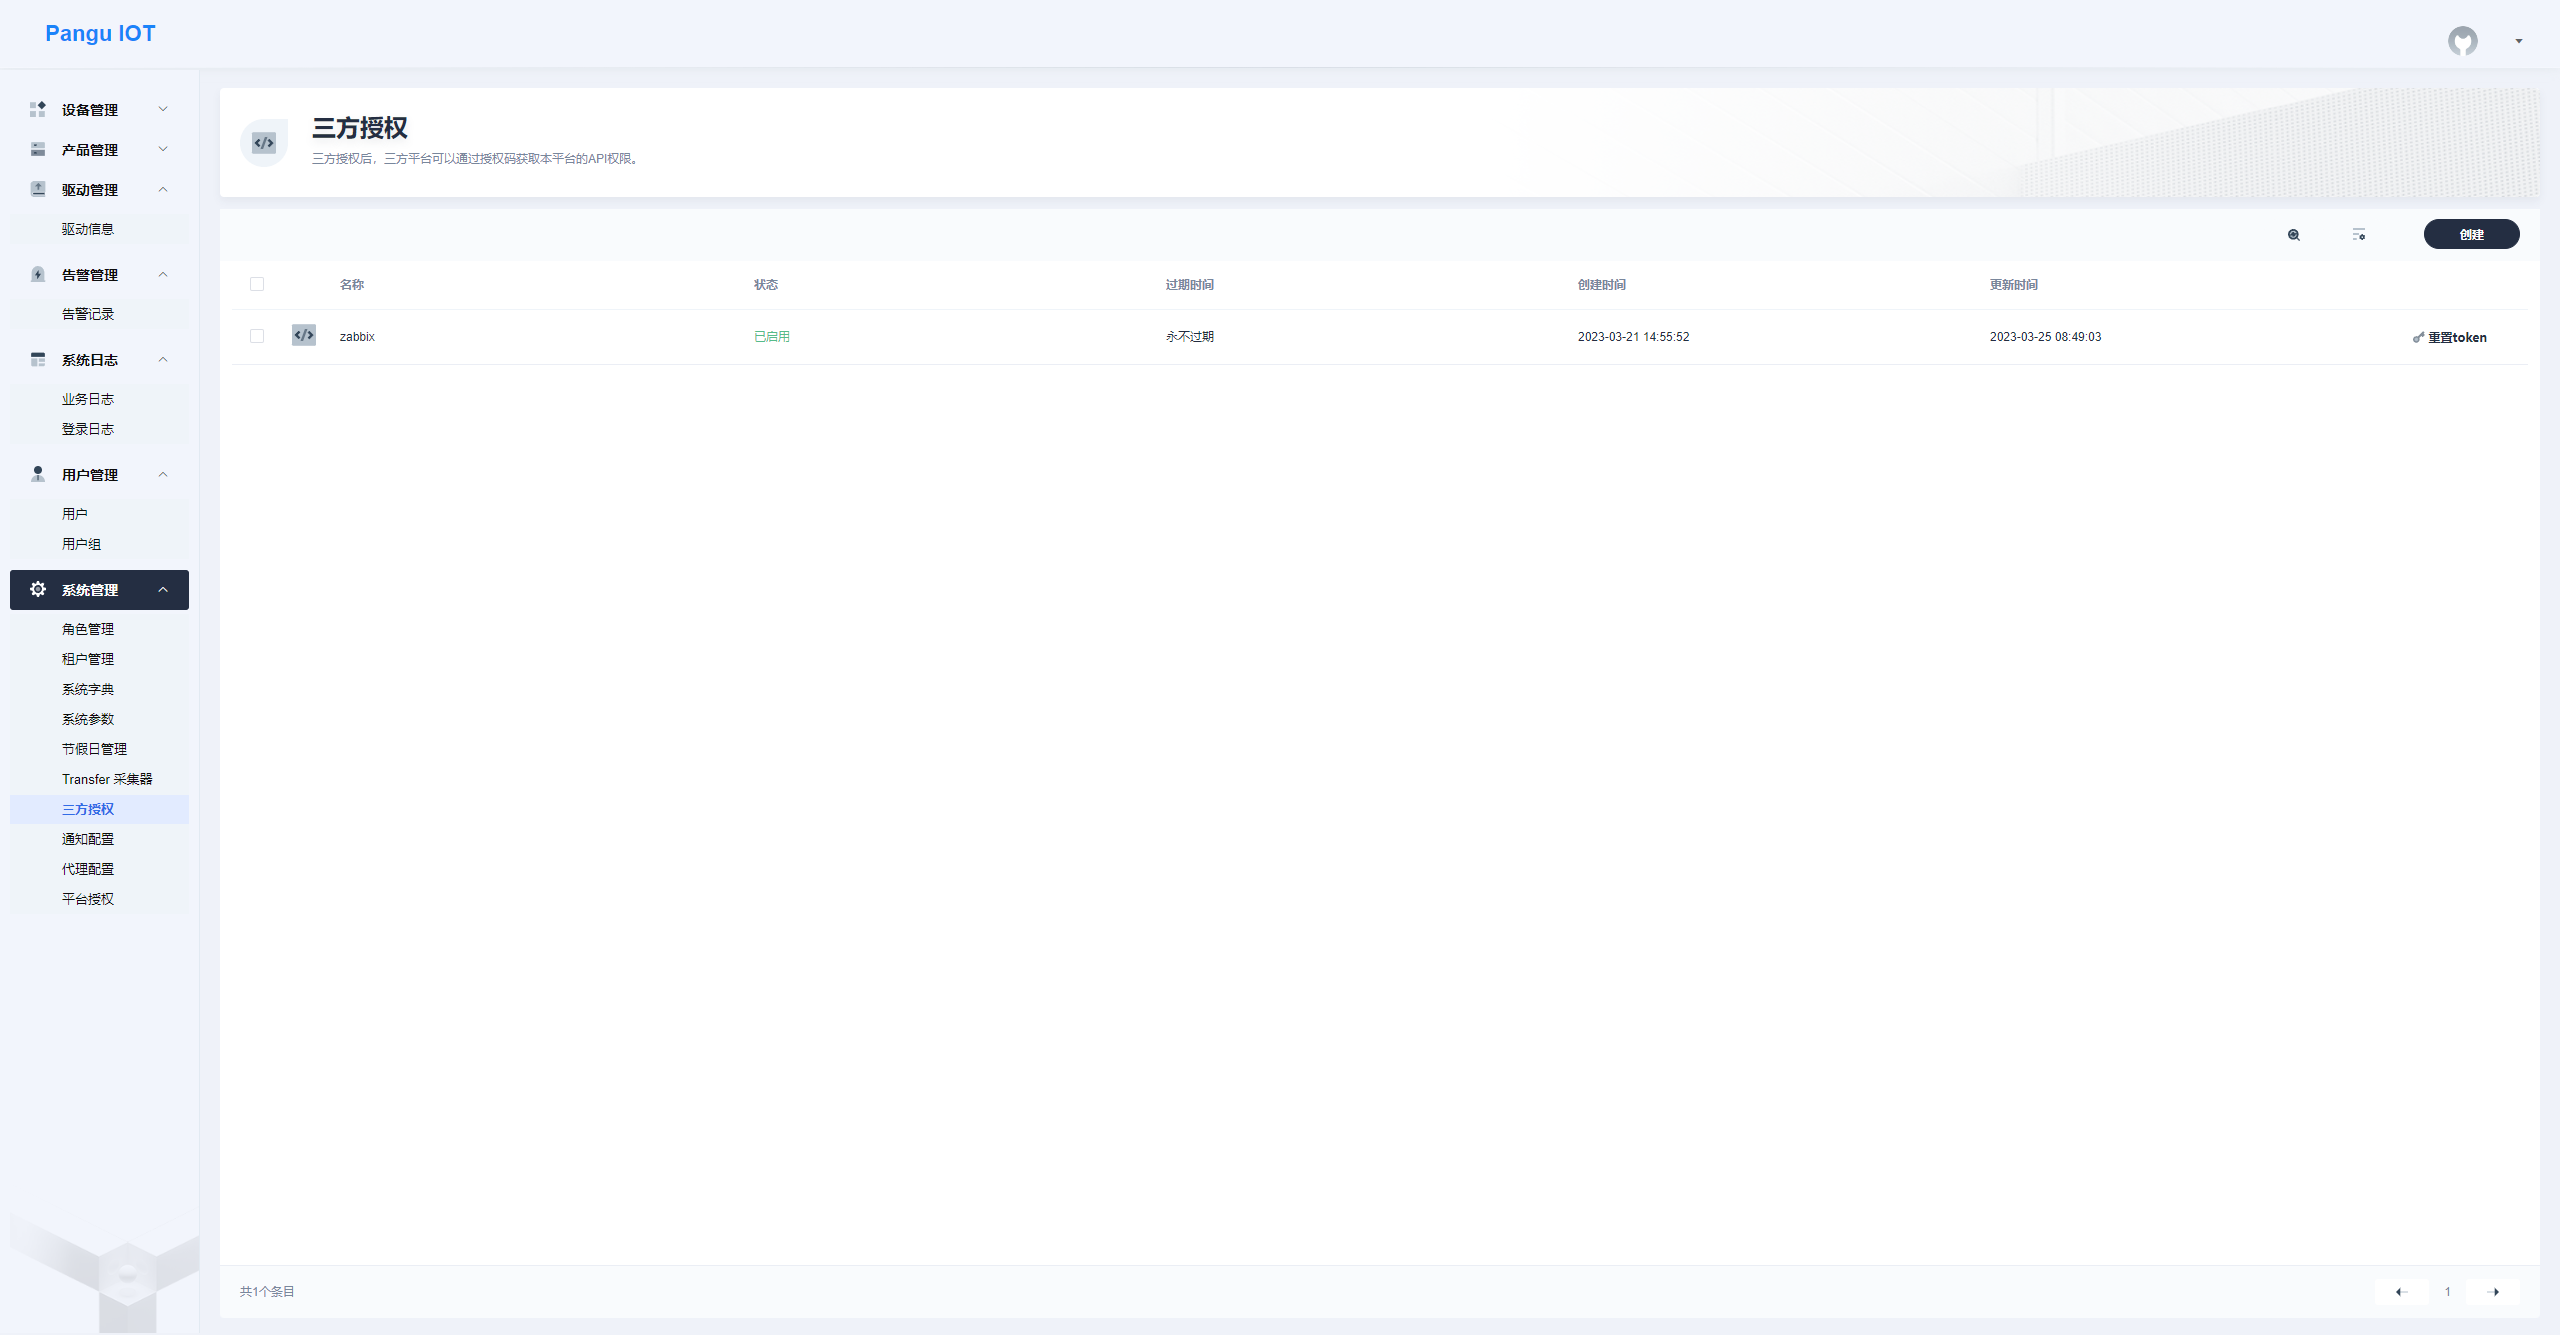 Pangu IOT
设备管理
产品管理
驱动管理
驱动信息
告警管理
告警记录
系统日志
业务日志
登录日志
用户管理
用户
用户组
系统管理
角色管理
租户管理
系统字典
系统参数
节假日管理
Transfer 采集器
三方授权
通知配置
代理配置
平台授权
三方授权
三方授权后，三方平台可以通过授权码获取本平台的API权限。
创建
名称 状态 过期时间 创建时间 更新时间
zabbix 已启用 永不过期 2023-03-21 14:55:52 2023-03-25 08:49:03 重置token
共1个条目
1